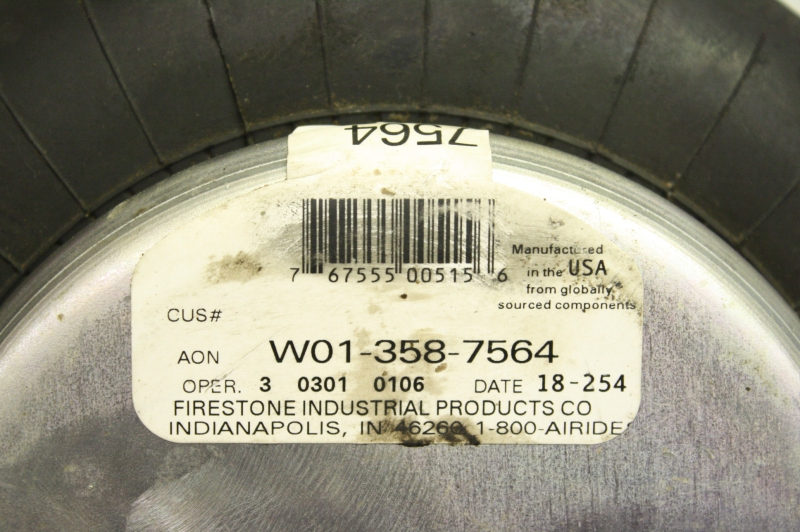 7564
7 67555 00515 6
Manufactured
in the USA
from globally
sourced components
CUS#
AON W01-358-7564
OPER. 3 0301 0106 DATE 18-254
FIRESTONE INDUSTRIAL PRODUCTS CO
INDIANAPOLIS, IN 46260 1-800-AIRIDE